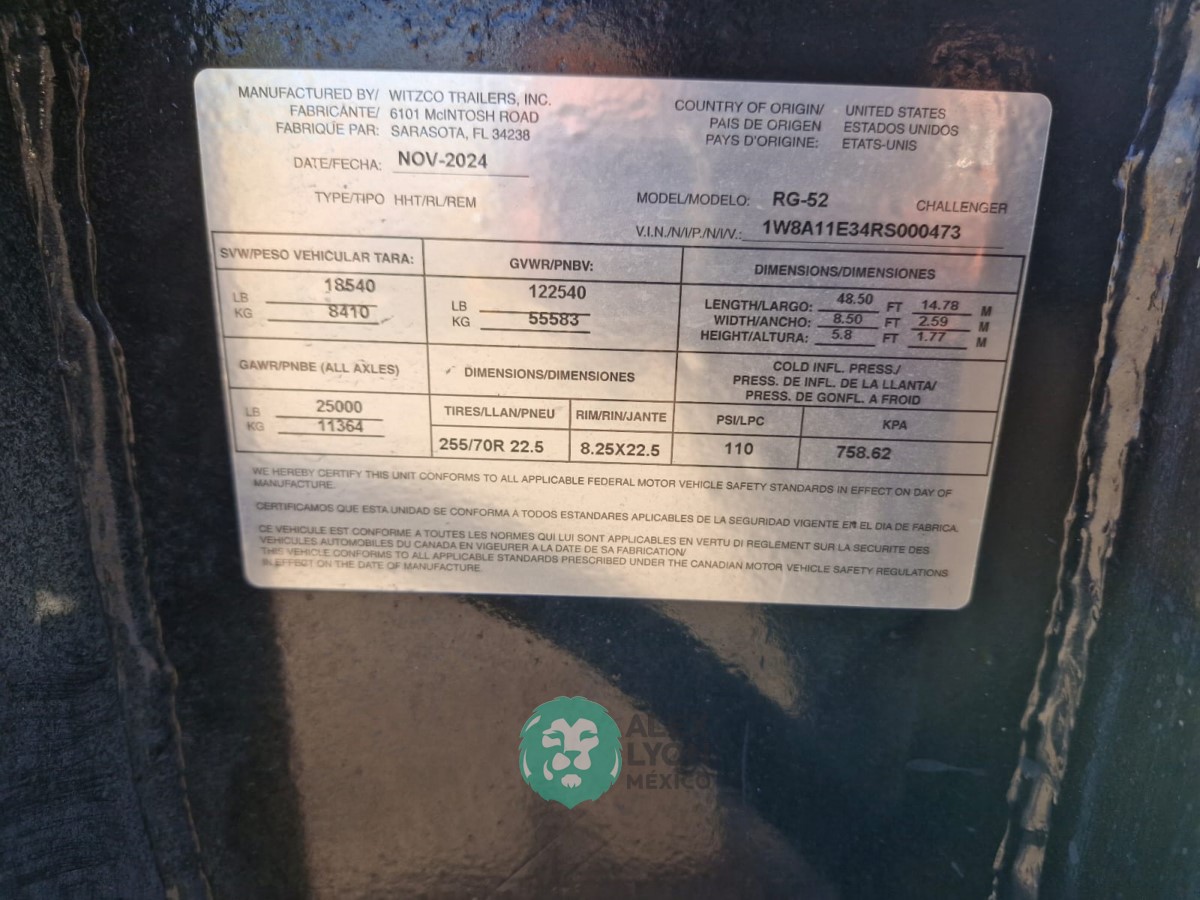 MANUFACTURED BY/ WITZCO TRAILERS, INC.
FABRICANTE/ 6101 McINTOSH ROAD
FABRIQUE PAR: SARASOTA, FL 34238
COUNTRY OF ORIGIN/ UNITED STATES
PAIS DE ORIGEN ESTADOS UNIDOS
PAYS D'ORIGINE: ETATS-UNIS
DATE/FECHA: NOV-2024
TYPE/TIPO HHT/RL/REM
MODEL/MODELO: RG-52 CHALLENGER
V.I.N./N/I/P./N/I/V.: 1W8A11E34RS000473
SVW/PESO VEHICULAR TARA:
LB 18540
KG 8410
GVWR/PNBV:
LB 122540
KG 55583
DIMENSIONS/DIMENSIONES
LENGTH/LARGO: 48.50 FT 14.78 M
WIDTH/ANCHO: 8.50 FT 2.59 M
HEIGHT/ALTURA: 5.8 FT 1.77 M
GAWR/PNBE (ALL AXLES)
LB 25000
KG 11364
DIMENSIONS/DIMENSIONES
TIRES/LLAN/PNEU RIM/RIN/JANTE
255/70R 22.5 8.25X22.5
COLD INFL. PRESS./
PRESS. DE INFL. DE LA LLANTA/
PRESS. DE GONFL. A FROID
PSI/LPC KPA
110 758.62
WE HEREBY CERTIFY THIS UNIT CONFORMS TO ALL APPLICABLE FEDERAL MOTOR VEHICLE SAFETY STANDARDS IN EFFECT ON DAY OF
MANUFACTURE.
CERTIFICAMOS QUE ESTA UNIDAD SE CONFORMA A TODOS ESTANDARES APLICABLES DE LA SEGURIDAD VIGENTE EN EL DIA DE FABRICA.
CE VEHICULE EST CONFORME A TOUTES LES NORMES QUI LUI SONT APPLICABLES EN VERTU DI REGLEMENT SUR LA SECURITE DES
VEHICULES AUTOMOBILES DU CANADA EN VIGEURER A LA DATE DE SA FABRICATION/
THIS VEHICLE CONFORMS TO ALL APPLICABLE STANDARDS PRESCRIBED UNDER THE CANADIAN MOTOR VEHICLE SAFETY REGULATIONS
IN EFFECT ON THE DATE OF MANUFACTURE.
MÉXICO